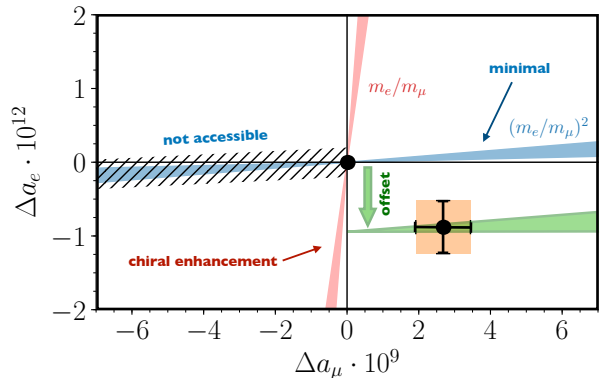 2
1
0
−1
−2
Δa_e · 10^12
m_e/m_μ
minimal
(m_e/m_μ)^2
not accessible
offset
chiral enhancement
−6 −4 −2 0 2 4 6
Δa_μ · 10^9